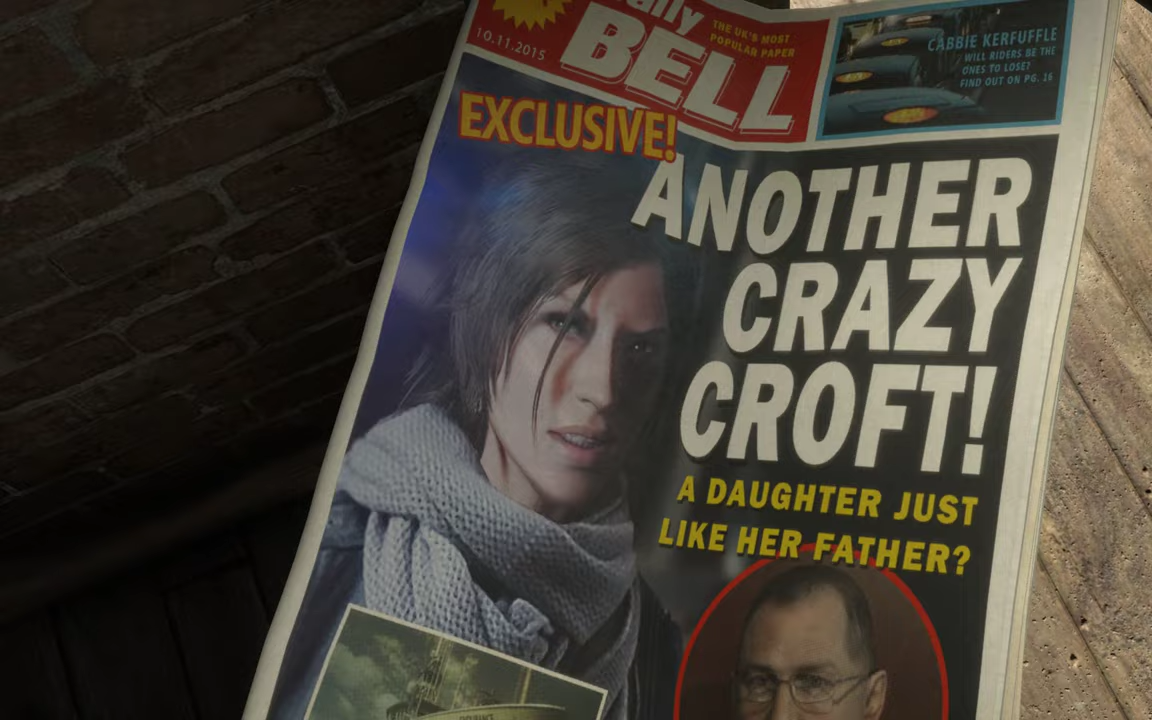 BELL
THE UK'S MOST
POPULAR PAPER
10.11.2015
CABBIE KERFUFFLE
WILL RIDERS BE THE
ONES TO LOSE?
FIND OUT ON PG. 16
EXCLUSIVE!
ANOTHER
CRAZY
CROFT!
A DAUGHTER JUST
LIKE HER FATHER?